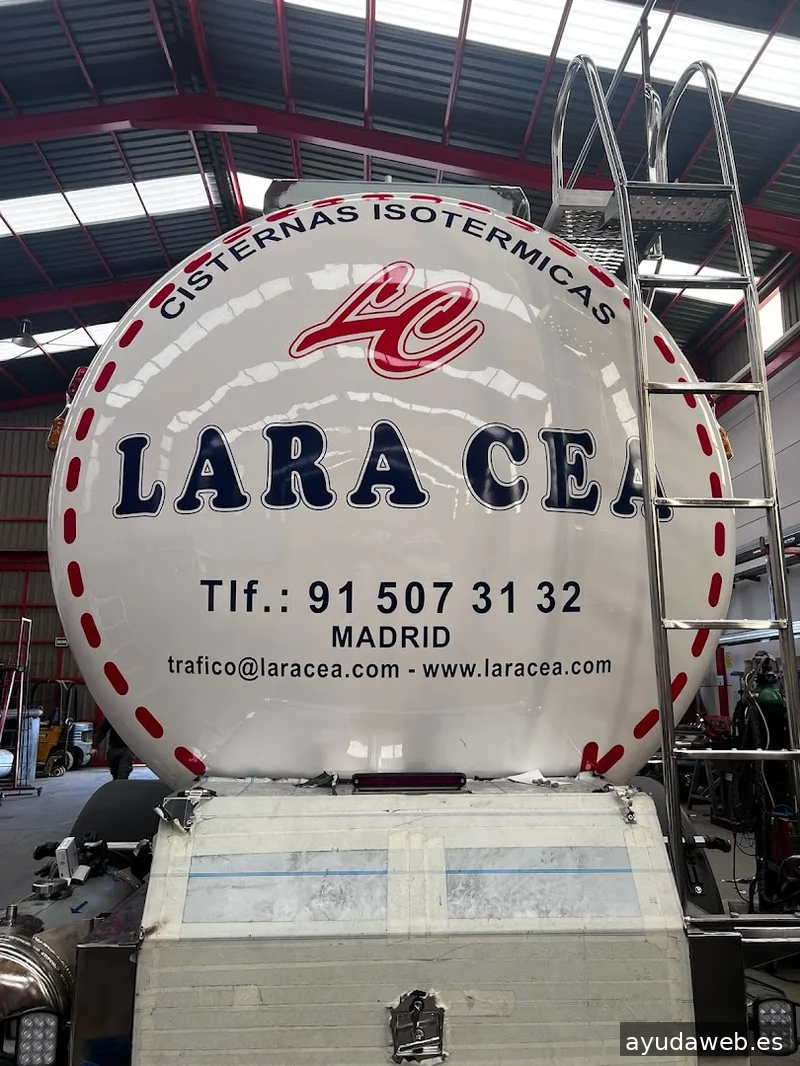 CISTERNAS ISOTERMICAS
LC
LARA CEA
Tlf.: 91 507 31 32
MADRID
trafico@laracea.com - www.laracea.com
ayudaweb.es